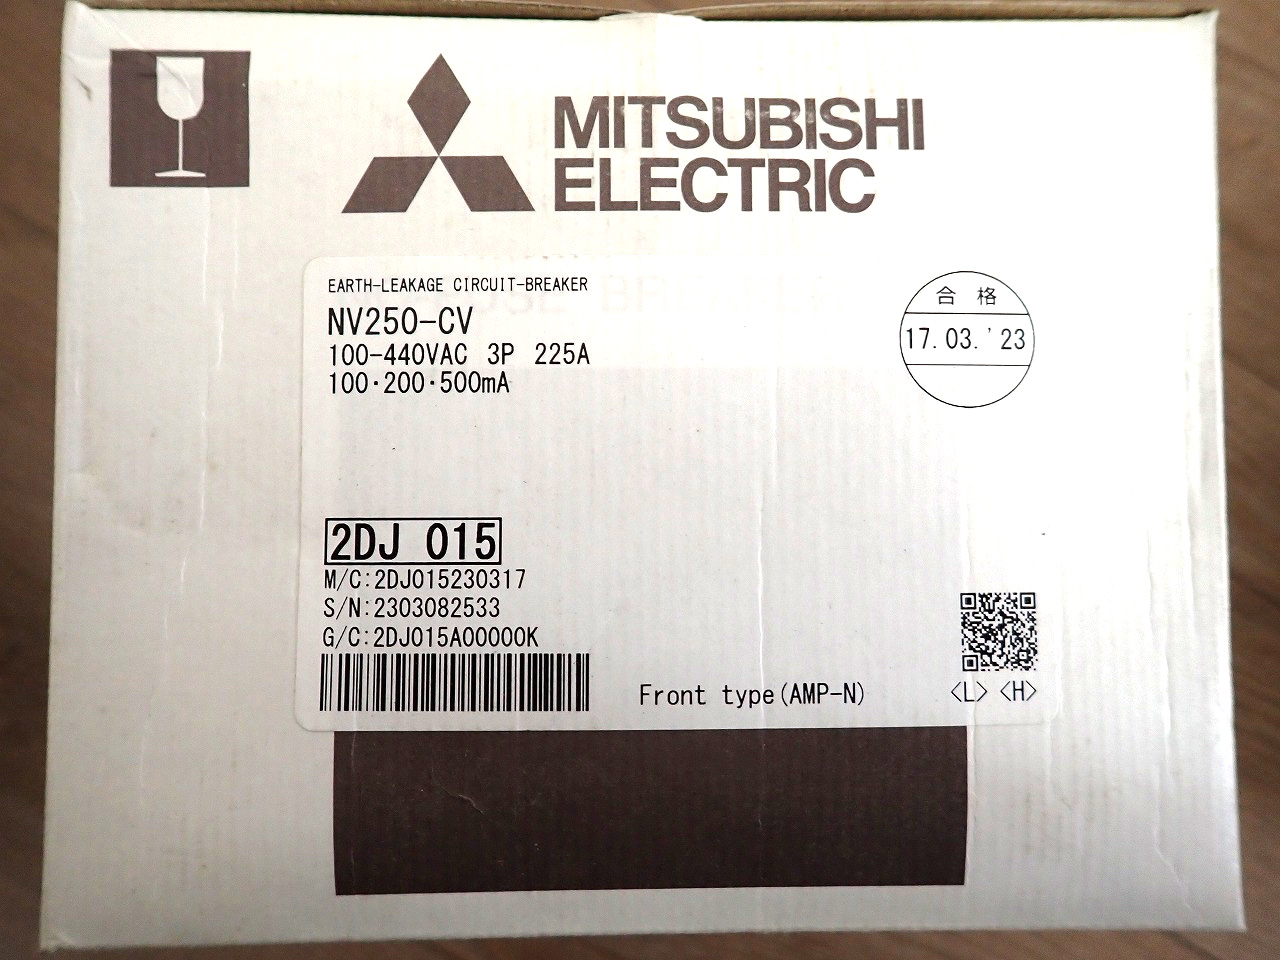 MITSUBISHI
ELECTRIC
EARTH-LEAKAGE CIRCUIT-BREAKER
NV250-CV
100-440VAC 3P 225A
100·200·500mA
合格
17.03.'23
2DJ 015
M/C:2DJ015230317
S/N:2303082533
G/C:2DJ015A00000K
Front type(AMP-N)
<L> <H>